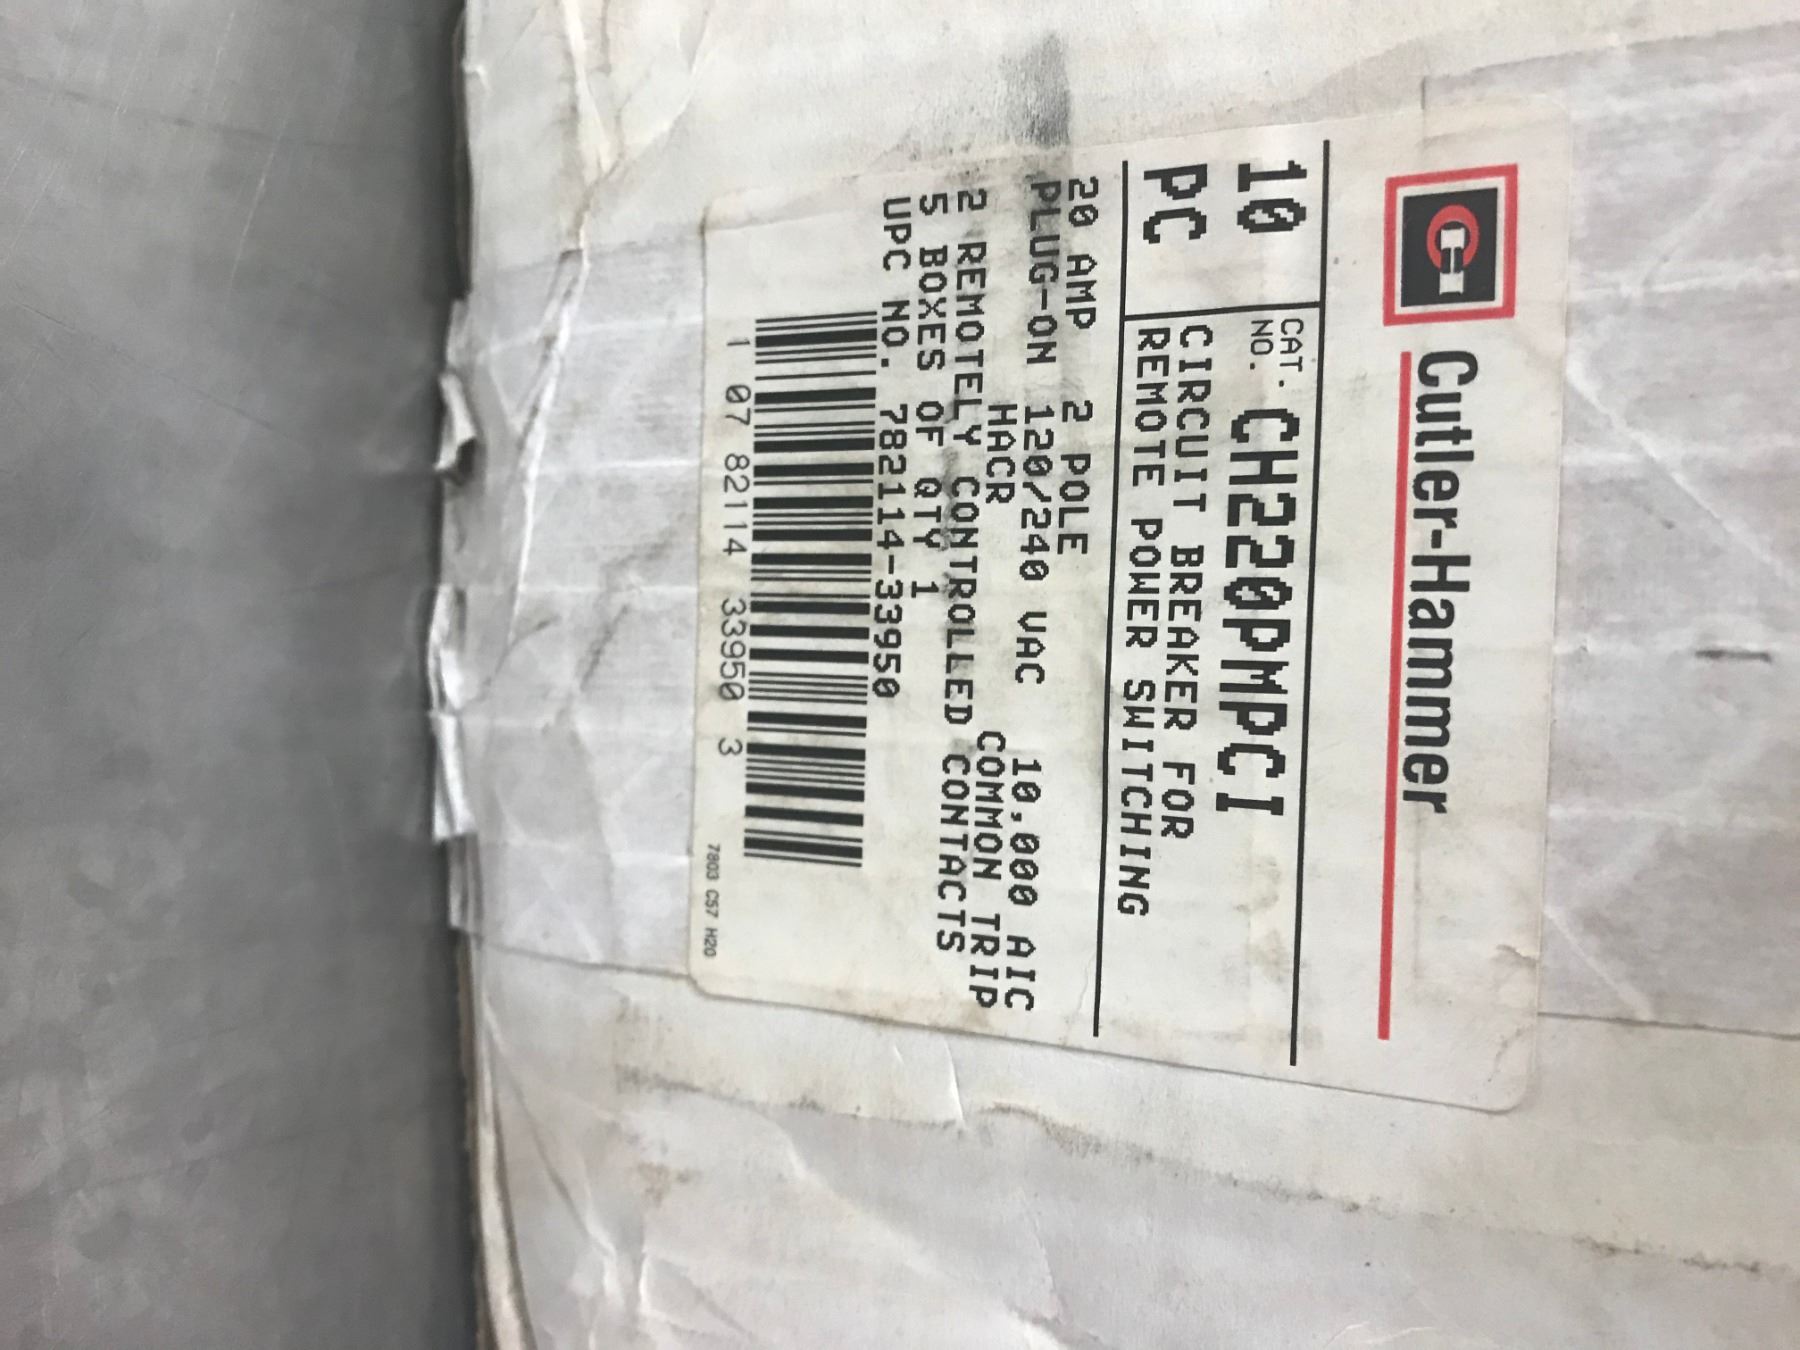 CH Cutler-Hammer
10 PC
CAT. NO. CH220PMPCI
CIRCUIT BREAKER FOR
REMOTE POWER SWITCHING
20 AMP 2 POLE
PLUG-ON 120/240 VAC 10,000 AIC
HACR COMMON TRIP
2 REMOTELY CONTROLLED CONTACTS
5 BOXES OF QTY 1
UPC NO. 782114-33950
1 07 82114 33950 3
7803 C57 H20